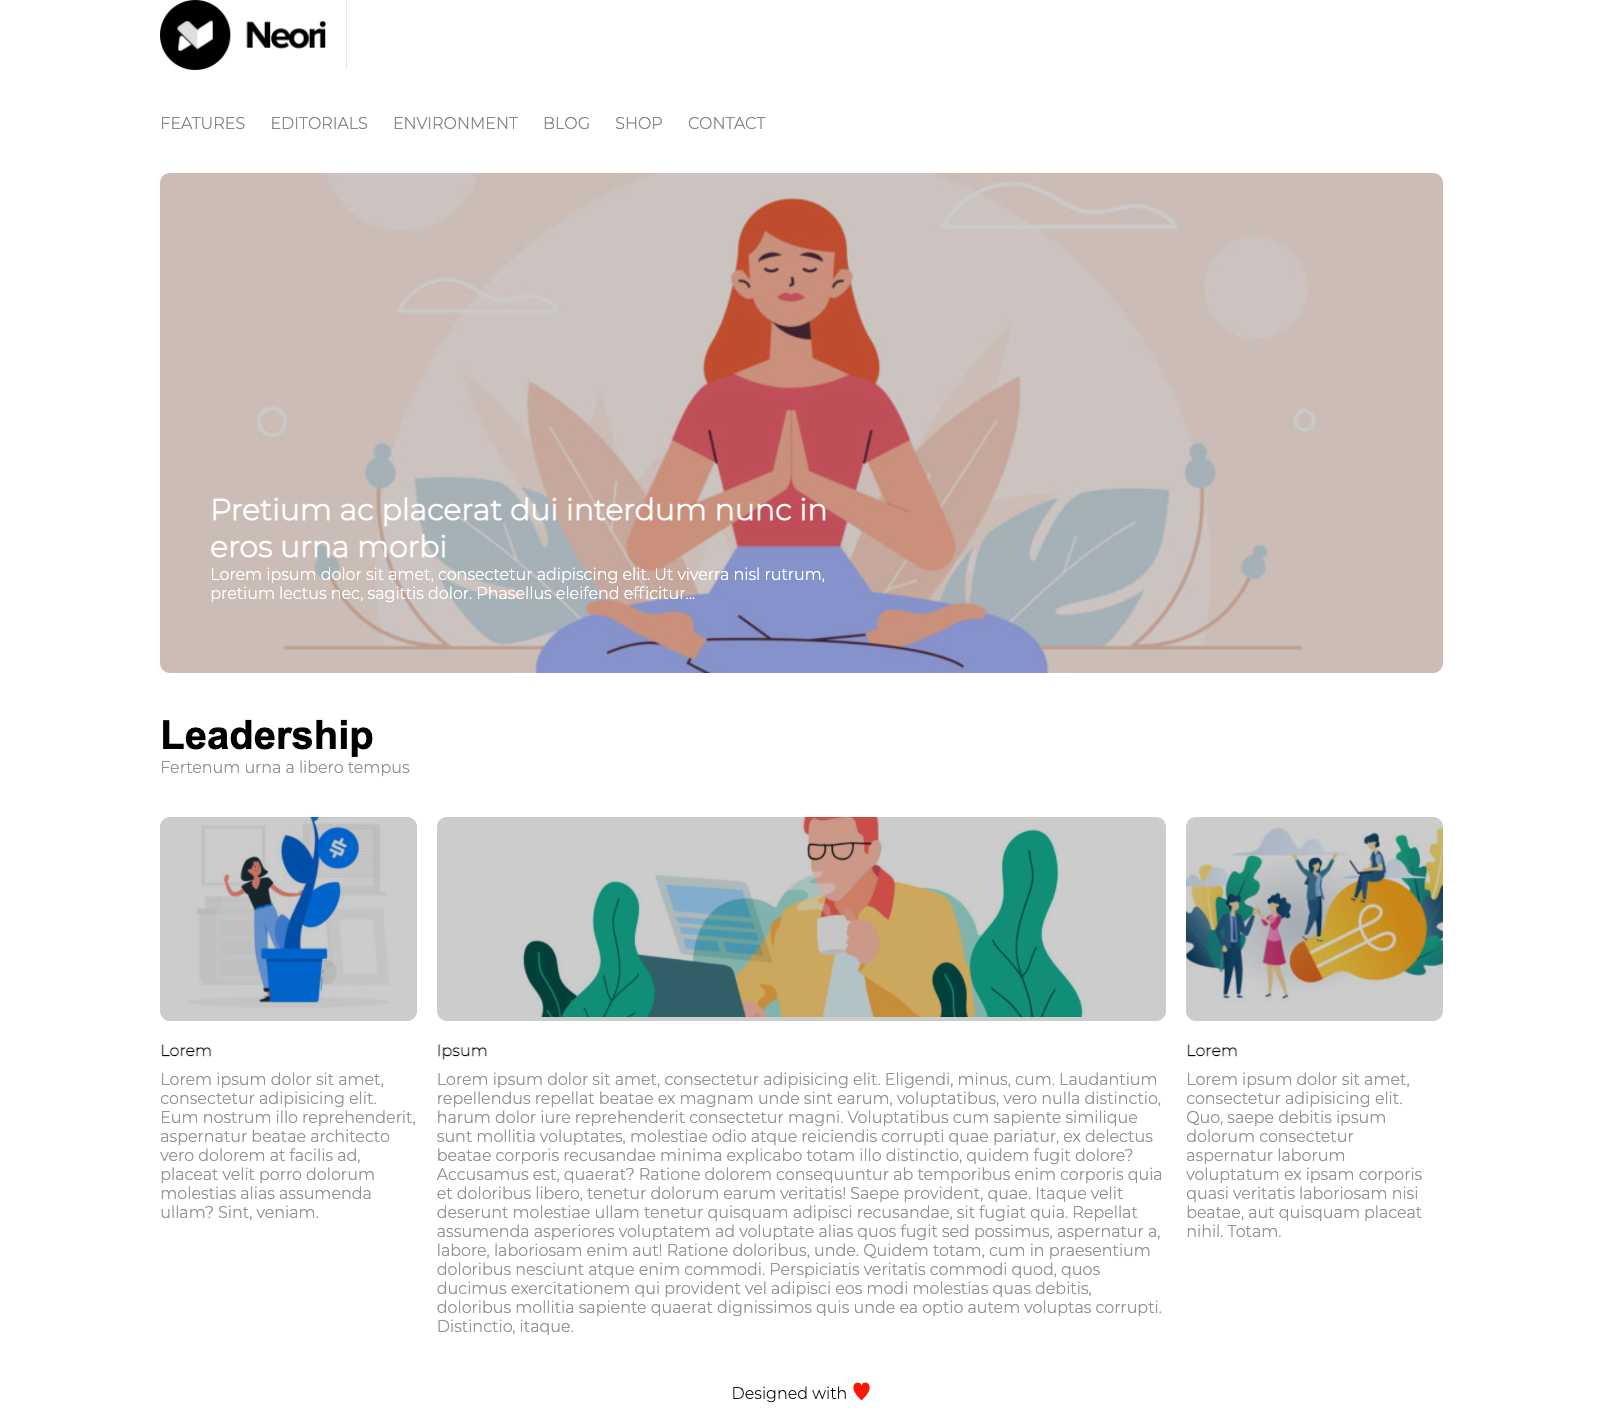 Neori
FEATURES EDITORIALS ENVIRONMENT BLOG SHOP CONTACT
Pretium ac placerat dui interdum nunc in
eros urna morbi
Lorem ipsum dolor sit amet, consectetur adipiscing elit. Ut viverra nisl rutrum,
pretium lectus nec, sagittis dolor. Phasellus eleifend efficitur...
Leadership
Fertenum urna a libero tempus
$
Lorem
Lorem ipsum dolor sit amet,
consectetur adipisicing elit.
Eum nostrum illo reprehenderit,
aspernatur beatae architecto
vero dolorem at facilis ad,
placeat velit porro dolorum
molestias alias assumenda
ullam? Sint, veniam.
Ipsum
Lorem ipsum dolor sit amet, consectetur adipisicing elit. Eligendi, minus, cum. Laudantium
repellendus repellat beatae ex magnam unde sint earum, voluptatibus, vero nulla distinctio,
harum dolor iure reprehenderit consectetur magni. Voluptatibus cum sapiente similique
sunt mollitia voluptates, molestiae odio atque reiciendis corrupti quae pariatur, ex delectus
beatae corporis recusandae minima explicabo totam illo distinctio, quidem fugit dolore?
Accusamus est, quaerat? Ratione dolorem consequuntur ab temporibus enim corporis quia
et doloribus libero, tenetur dolorum earum veritatis! Saepe provident, quae. Itaque velit
deserunt molestiae ullam tenetur quisquam adipisci recusandae, sit fugiat quia. Repellat
assumenda asperiores voluptatem ad voluptate alias quos fugit sed possimus, aspernatur a,
labore, laboriosam enim aut! Ratione doloribus, unde. Quidem totam, cum in praesentium
doloribus nesciunt atque enim commodi. Perspiciatis veritatis commodi quod, quos
ducimus exercitationem qui provident vel adipisci eos modi molestias quas debitis,
doloribus mollitia sapiente quaerat dignissimos quis unde ea optio autem voluptas corrupti.
Distinctio, itaque.
Lorem
Lorem ipsum dolor sit amet,
consectetur adipisicing elit.
Quo, saepe debitis ipsum
dolorum consectetur
aspernatur laborum
voluptatum ex ipsam corporis
quasi veritatis laboriosam nisi
beatae, aut quisquam placeat
nihil. Totam.
Designed with ♥